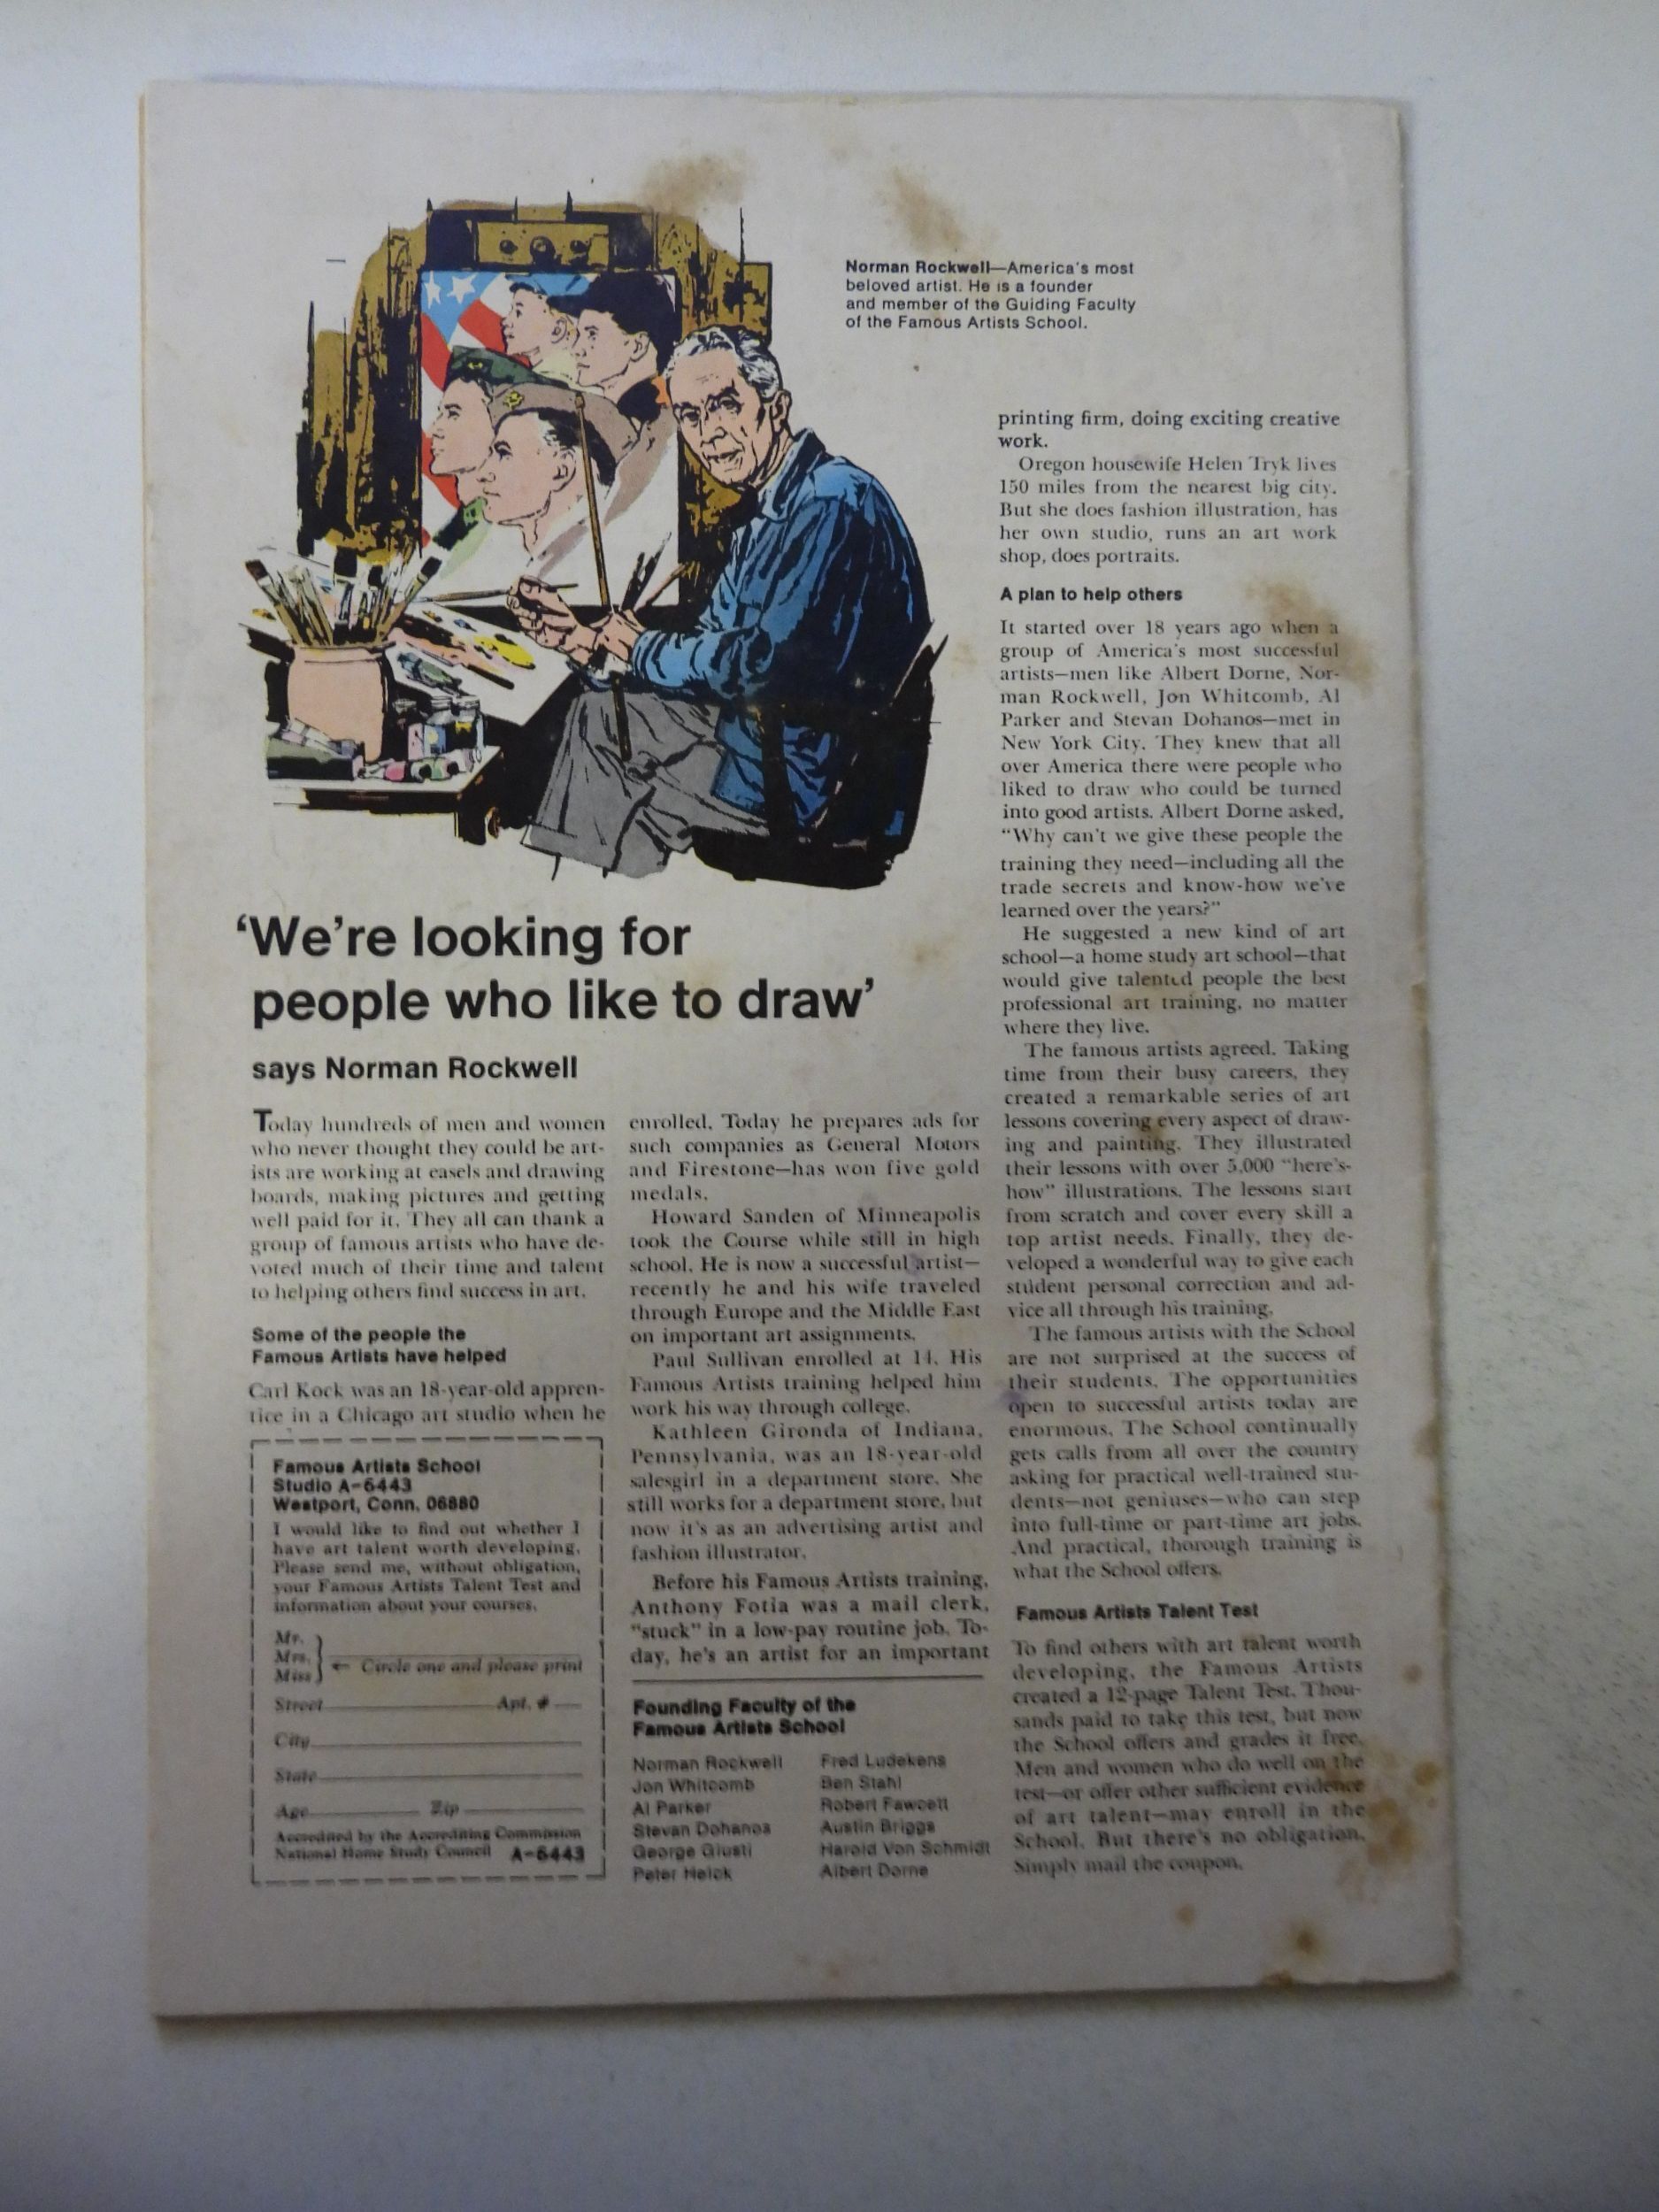 Norman Rockwell—America's most
beloved artist. He is a founder
and member of the Guiding Faculty
of the Famous Artists School.
'We're looking for
people who like to draw'
says Norman Rockwell
Today hundreds of men and women
who never thought they could be art-
ists are working at easels and drawing
boards, making pictures and getting
well paid for it. They all can thank a
group of famous artists who have de-
voted much of their time and talent
to helping others find success in art.
Some of the people the
Famous Artists have helped
Carl Kock was an 18-year-old appren-
tice in a Chicago art studio when he
enrolled. Today he prepares ads for
such companies as General Motors
and Firestone—has won five gold
medals.
Howard Sanden of Minneapolis
took the Course while still in high
school. He is now a successful artist—
recently he and his wife traveled
through Europe and the Middle East
on important art assignments.
Paul Sullivan enrolled at 14. His
Famous Artists training helped him
work his way through college.
Kathleen Gironda of Indiana,
Pennsylvania, was an 18-year-old
salesgirl in a department store. She
still works for a department store, but
now it's as an advertising artist and
fashion illustrator.
Before his Famous Artists training,
Anthony Fotia was a mail clerk,
"stuck" in a low-pay routine job. To-
day, he's an artist for an important
printing firm, doing exciting creative
work.
Oregon housewife Helen Tryk lives
150 miles from the nearest big city.
But she does fashion illustration, has
her own studio, runs an art work
shop, does portraits.
A plan to help others
It started over 18 years ago when a
group of America's most successful
artists—men like Albert Dorne, Nor-
man Rockwell, Jon Whitcomb, Al
Parker and Stevan Dohanos—met in
New York City. They knew that all
over America there were people who
liked to draw who could be turned
into good artists. Albert Dorne asked,
"Why can't we give these people the
training they need—including all the
trade secrets and know-how we've
learned over the years?"
He suggested a new kind of art
school—a home study art school—that
would give talented people the best
professional art training, no matter
where they live.
The famous artists agreed. Taking
time from their busy careers, they
created a remarkable series of art
lessons covering every aspect of draw-
ing and painting. They illustrated
their lessons with over 5,000 "here's-
how" illustrations. The lessons start
from scratch and cover every skill a
top artist needs. Finally, they de-
veloped a wonderful way to give each
student personal correction and ad-
vice all through his training.
The famous artists with the School
are not surprised at the success of
their students. The opportunities
open to successful artists today are
enormous. The School continually
gets calls from all over the country
asking for practical well-trained stu-
dents—not geniuses—who can step
into full-time or part-time art jobs.
And practical, thorough training is
what the School offers.
Famous Artists Talent Test
To find others with art talent worth
developing, the Famous Artists
created a 12-page Talent Test. Thou-
sands paid to take this test, but now
the School offers and grades it free.
Men and women who do well on the
test—or offer other sufficient evidence
of art talent—may enroll in the
School. But there's no obligation.
Simply mail the coupon.
Famous Artists School
Studio A-6443
Westport, Conn. 06880
I would like to find out whether I
have art talent worth developing.
Please send me, without obligation,
your Famous Artists Talent Test and
information about your courses.
Mr.
Mrs.
Miss
← Circle one and please print
Street Apt. #
City
State
Age Zip
Accredited by the Accrediting Commission
National Home Study Council A-6443
Founding Faculty of the
Famous Artists School
Norman Rockwell
Jon Whitcomb
Al Parker
Stevan Dohanos
George Giusti
Peter Helck
Fred Ludekens
Ben Stahl
Robert Fawcett
Austin Briggs
Harold Von Schmidt
Albert Dorne